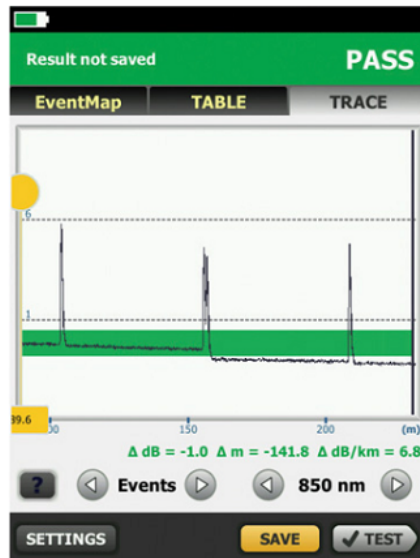 Result not saved PASS
EventMap TABLE TRACE
6
1
39.6
150 200 (m)
Δ dB = -1.0 Δ m = -141.8 Δ dB/km = 6.8
? Events 850 nm
SETTINGS SAVE TEST